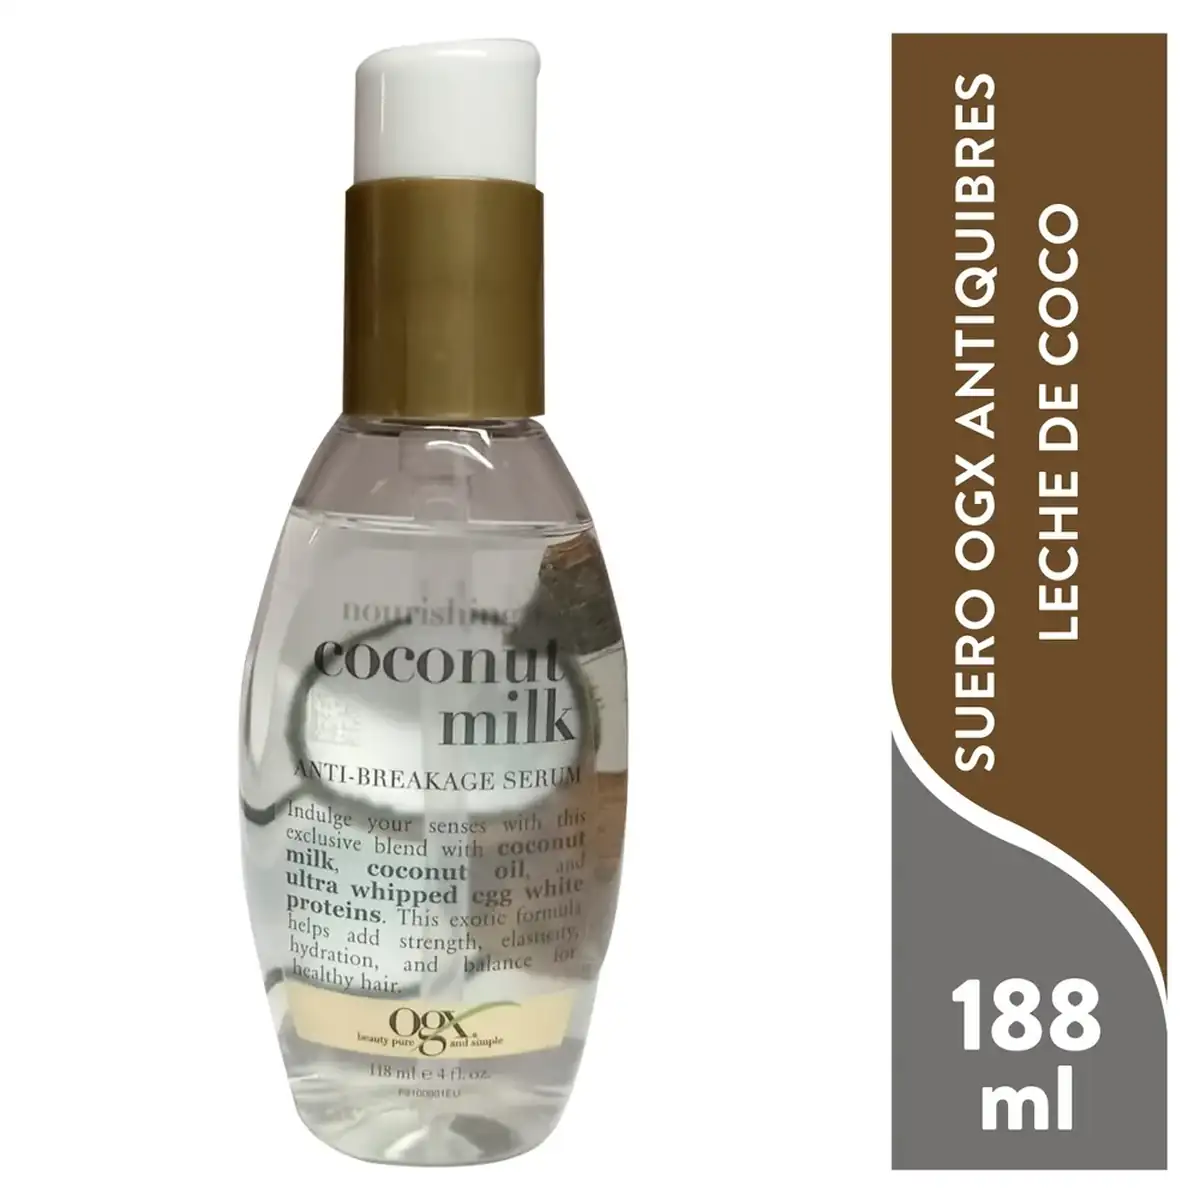 nourishing
coconut
milk
ANTI-BREAKAGE SERUM
Indulge your senses with this
exclusive blend with coconut
milk, coconut oil, and
ultra whipped egg white
proteins. This exotic formula
helps add strength, elasticity,
hydration, and balance for
healthy hair.
Ogx
beauty pure and simple
118 ml e 4 fl. oz.
SUERO OGX ANTIQUIBRES
LECHE DE COCO
188
ml